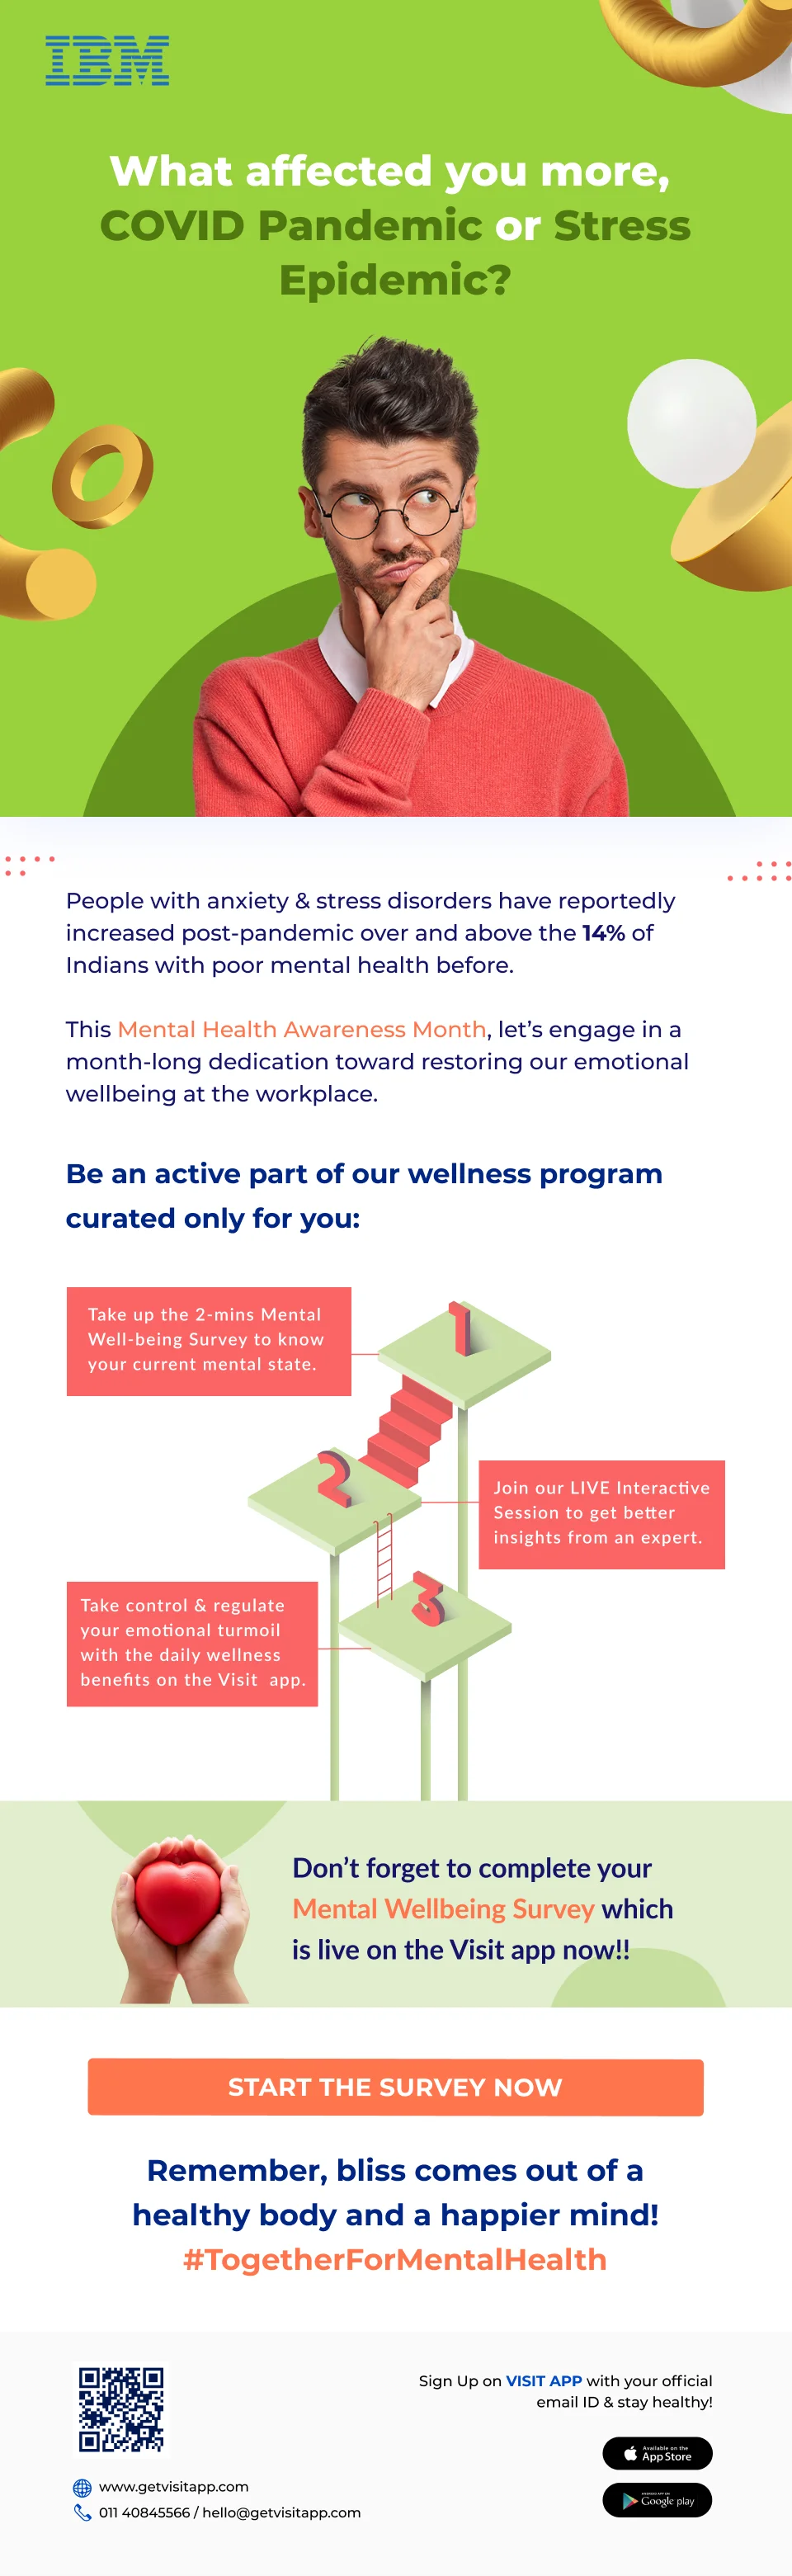 IBM
What affected you more,
COVID Pandemic or Stress
Epidemic?
People with anxiety & stress disorders have reportedly
increased post-pandemic over and above the 14% of
Indians with poor mental health before.
This Mental Health Awareness Month, let’s engage in a
month-long dedication toward restoring our emotional
wellbeing at the workplace.
Be an active part of our wellness program
curated only for you:
Take up the 2-mins Mental
Well-being Survey to know
your current mental state.
1
2
Join our LIVE Interactive
Session to get better
insights from an expert.
3
Take control & regulate
your emotional turmoil
with the daily wellness
benefits on the Visit app.
Don’t forget to complete your
Mental Wellbeing Survey which
is live on the Visit app now!!
START THE SURVEY NOW
Remember, bliss comes out of a
healthy body and a happier mind!
#TogetherForMentalHealth
Sign Up on VISIT APP with your official
email ID & stay healthy!
Available on the
App Store
Google play
www.getvisitapp.com
011 40845566 / hello@getvisitapp.com